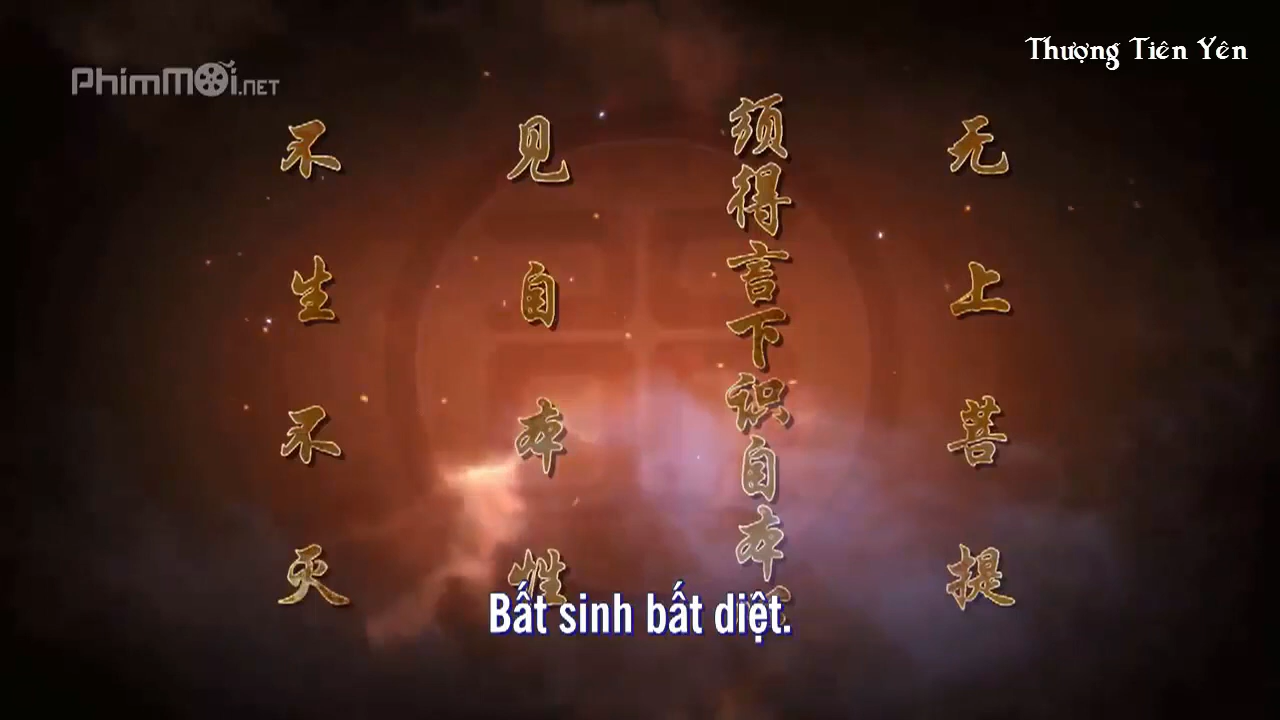 PhimMỗi.NET
Thượng Tiên Yên
无上菩提
须得言下识自本
见自本性
不生不灭
Bất sinh bất diệt.